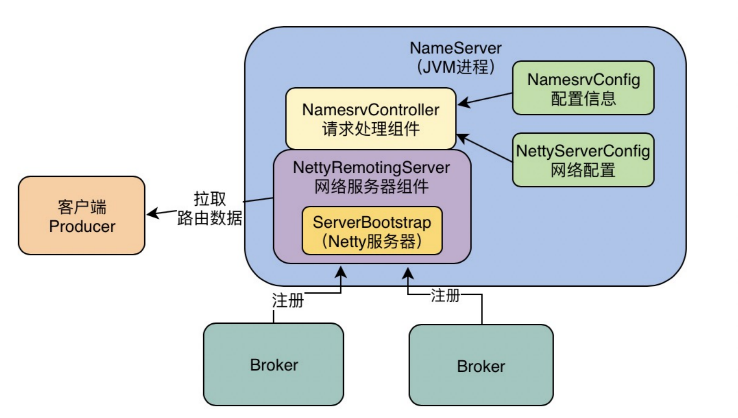 NameServer
（JVM进程）
NamesrvConfig
配置信息
NamesrvController
请求处理组件
NettyServerConfig
网络配置
NettyRemotingServer
网络服务器组件
客户端
Producer
拉取
路由数据
ServerBootstrap
（Netty服务器）
注册
注册
Broker
Broker